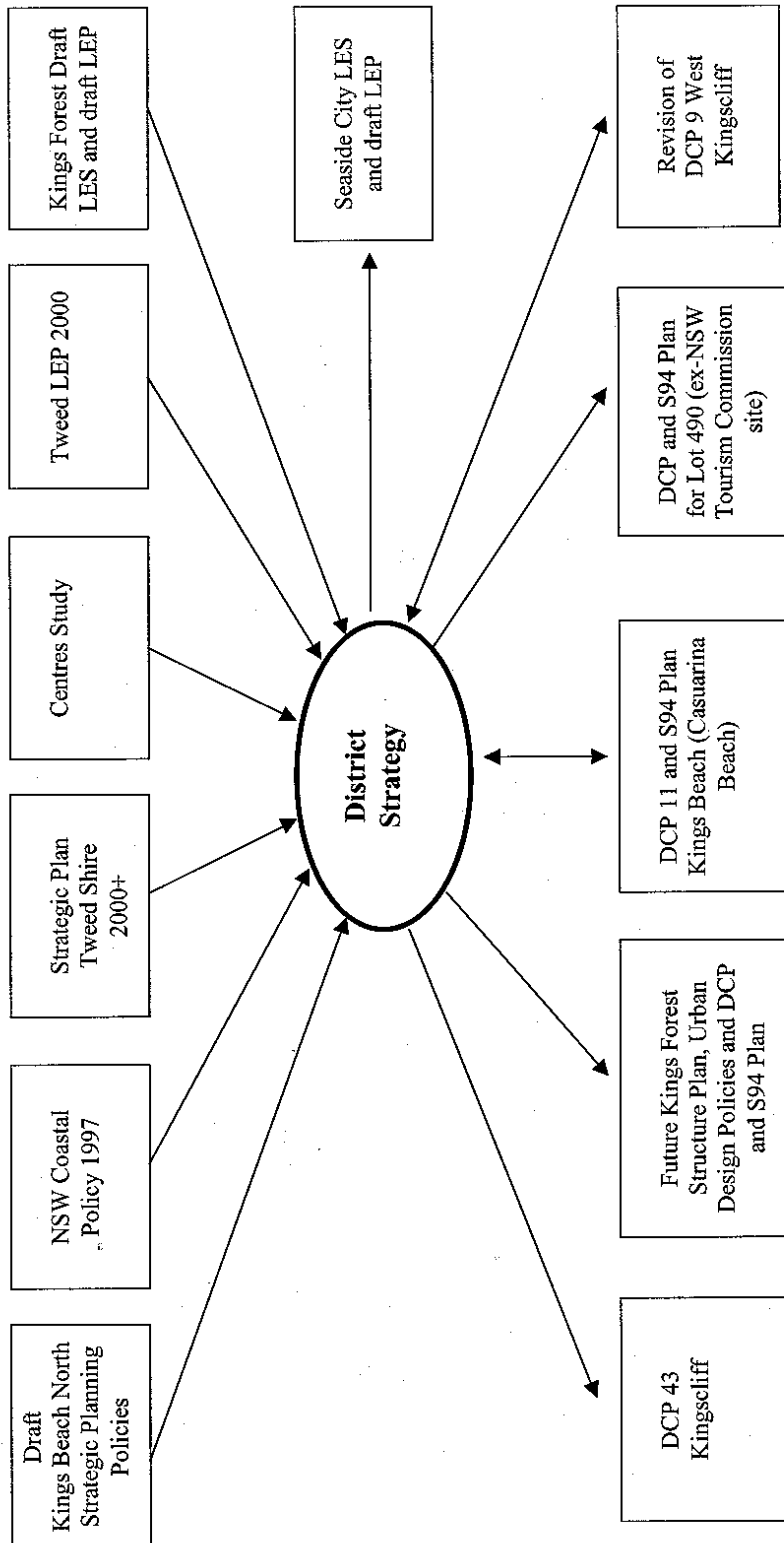 Draft
Kings Beach North
Strategic Planning
Policies
NSW Coastal
Policy 1997
Strategic Plan
Tweed Shire
2000+
Centres Study
Tweed LEP 2000
Kings Forest Draft
LES and draft LEP
District
Strategy
Seaside City LES
and draft LEP
DCP 43
Kingscliff
Future Kings Forest
Structure Plan, Urban
Design Policies and DCP
and S94 Plan
DCP 11 and S94 Plan
Kings Beach (Casuarina
Beach)
DCP and S94 Plan
for Lot 490 (ex-NSW
Tourism Commission
site)
Revision of
DCP 9 West
Kingscliff